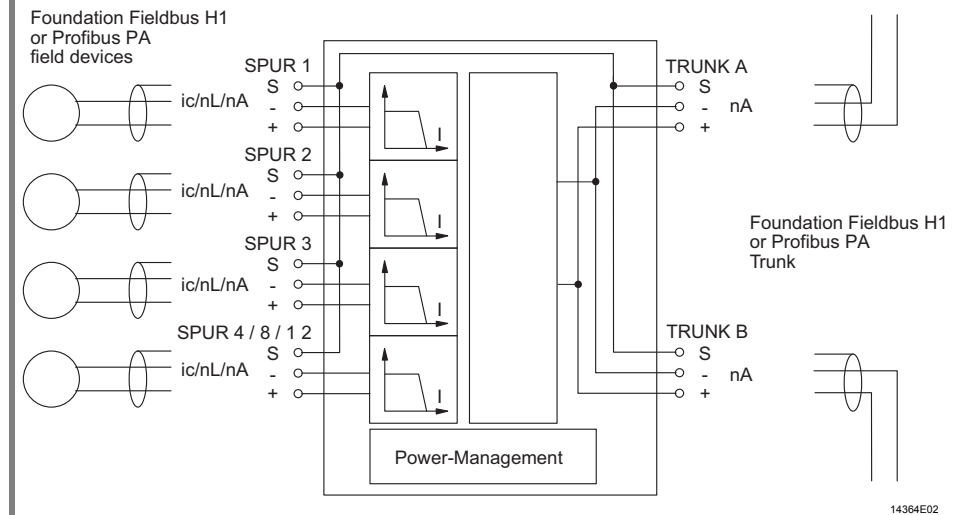 Foundation Fieldbus H1
or Profibus PA
field devices
SPUR 1
S
ic/nL/nA
-
+
I
SPUR 2
S
ic/nL/nA
-
+
I
SPUR 3
S
ic/nL/nA
-
+
I
SPUR 4 / 8 / 1 2
S
ic/nL/nA
-
+
I
Power-Management
TRUNK A
S
- nA
+
Foundation Fieldbus H1
or Profibus PA
Trunk
TRUNK B
S
- nA
+
14364E02